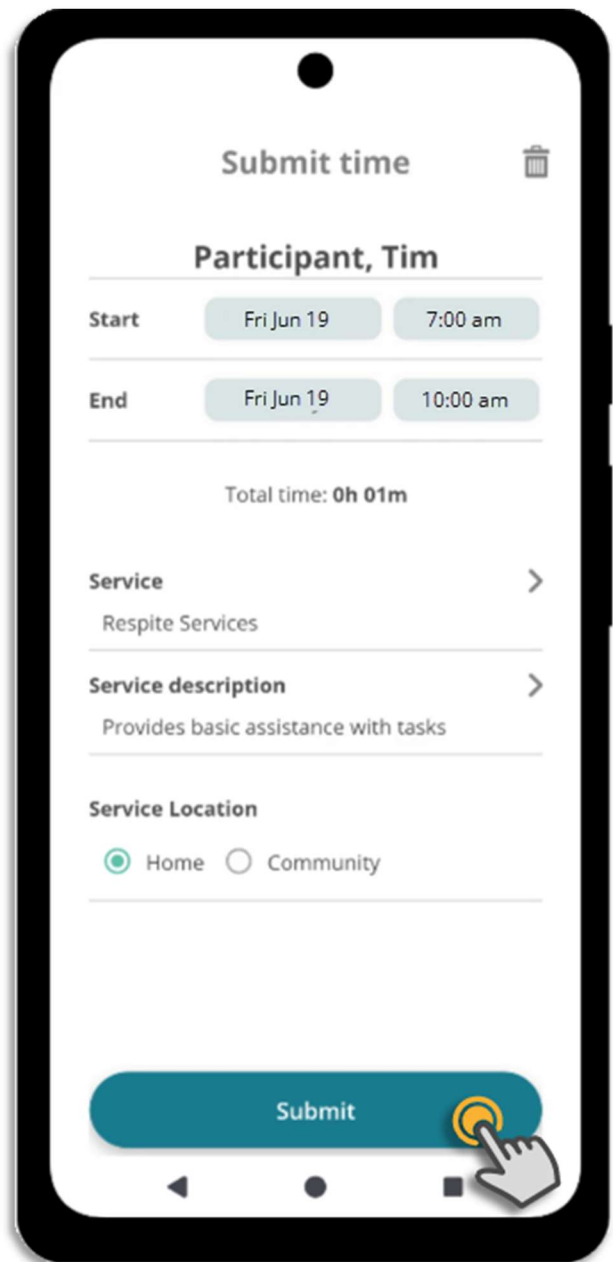 Submit time
Participant, Tim
Start Fri Jun 19 7:00 am
End Fri Jun 19 10:00 am
Total time: 0h 01m
Service
Respite Services
Service description
Provides basic assistance with tasks
Service Location
Home Community
Submit